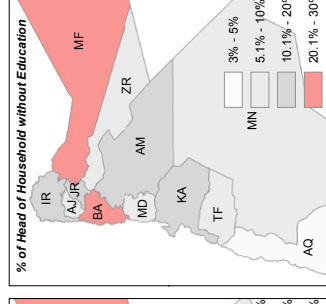 % of Head of Household without Education
MF
ZR
IR
AJ
JR
AM
BA
MD
KA
TF
MN
AQ
3% - 5%
5.1% - 10%
10.1% - 20%
20.1% - 30